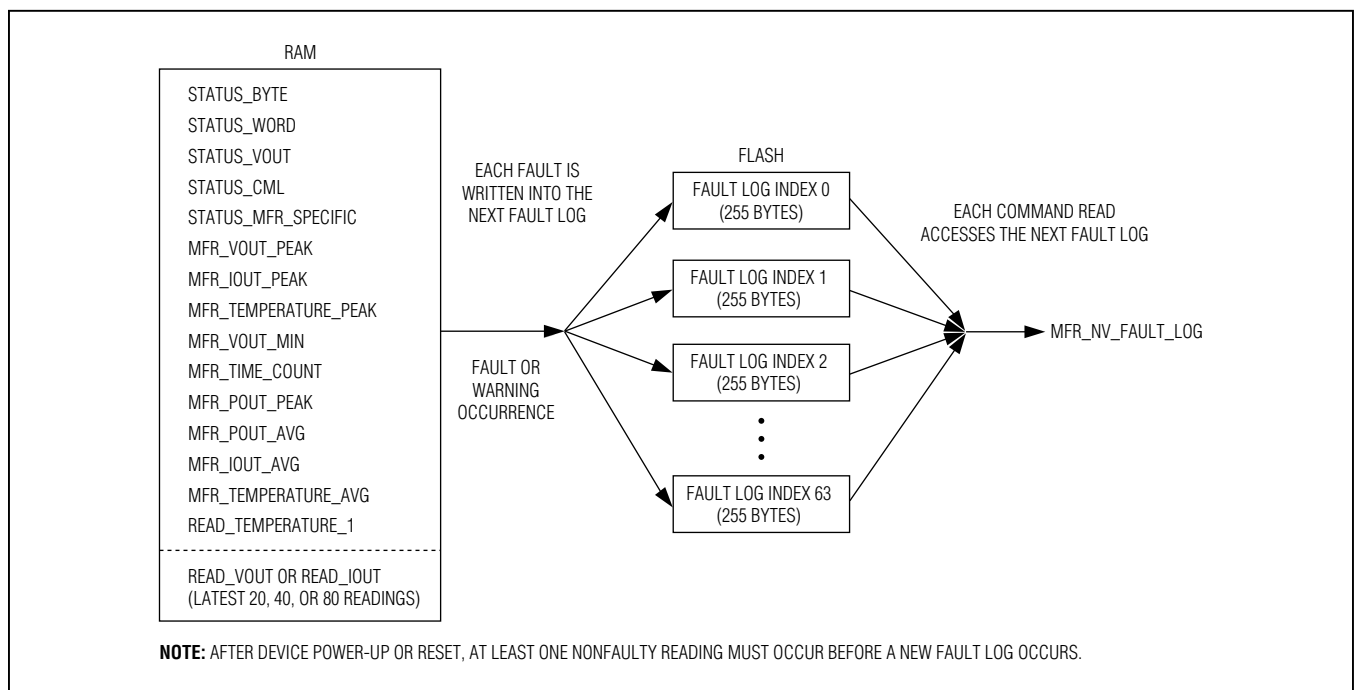 RAM
STATUS_BYTE
STATUS_WORD
STATUS_VOUT
STATUS_CML
STATUS_MFR_SPECIFIC
MFR_VOUT_PEAK
MFR_IOUT_PEAK
MFR_TEMPERATURE_PEAK
MFR_VOUT_MIN
MFR_TIME_COUNT
MFR_POUT_PEAK
MFR_POUT_AVG
MFR_IOUT_AVG
MFR_TEMPERATURE_AVG
READ_TEMPERATURE_1
READ_VOUT OR READ_IOUT
(LATEST 20, 40, OR 80 READINGS)
EACH FAULT IS
WRITTEN INTO THE
NEXT FAULT LOG
FAULT OR
WARNING
OCCURRENCE
FLASH
FAULT LOG INDEX 0
(255 BYTES)
FAULT LOG INDEX 1
(255 BYTES)
FAULT LOG INDEX 2
(255 BYTES)
FAULT LOG INDEX 63
(255 BYTES)
EACH COMMAND READ
ACCESSES THE NEXT FAULT LOG
MFR_NV_FAULT_LOG
NOTE: AFTER DEVICE POWER-UP OR RESET, AT LEAST ONE NONFAULTY READING MUST OCCUR BEFORE A NEW FAULT LOG OCCURS.